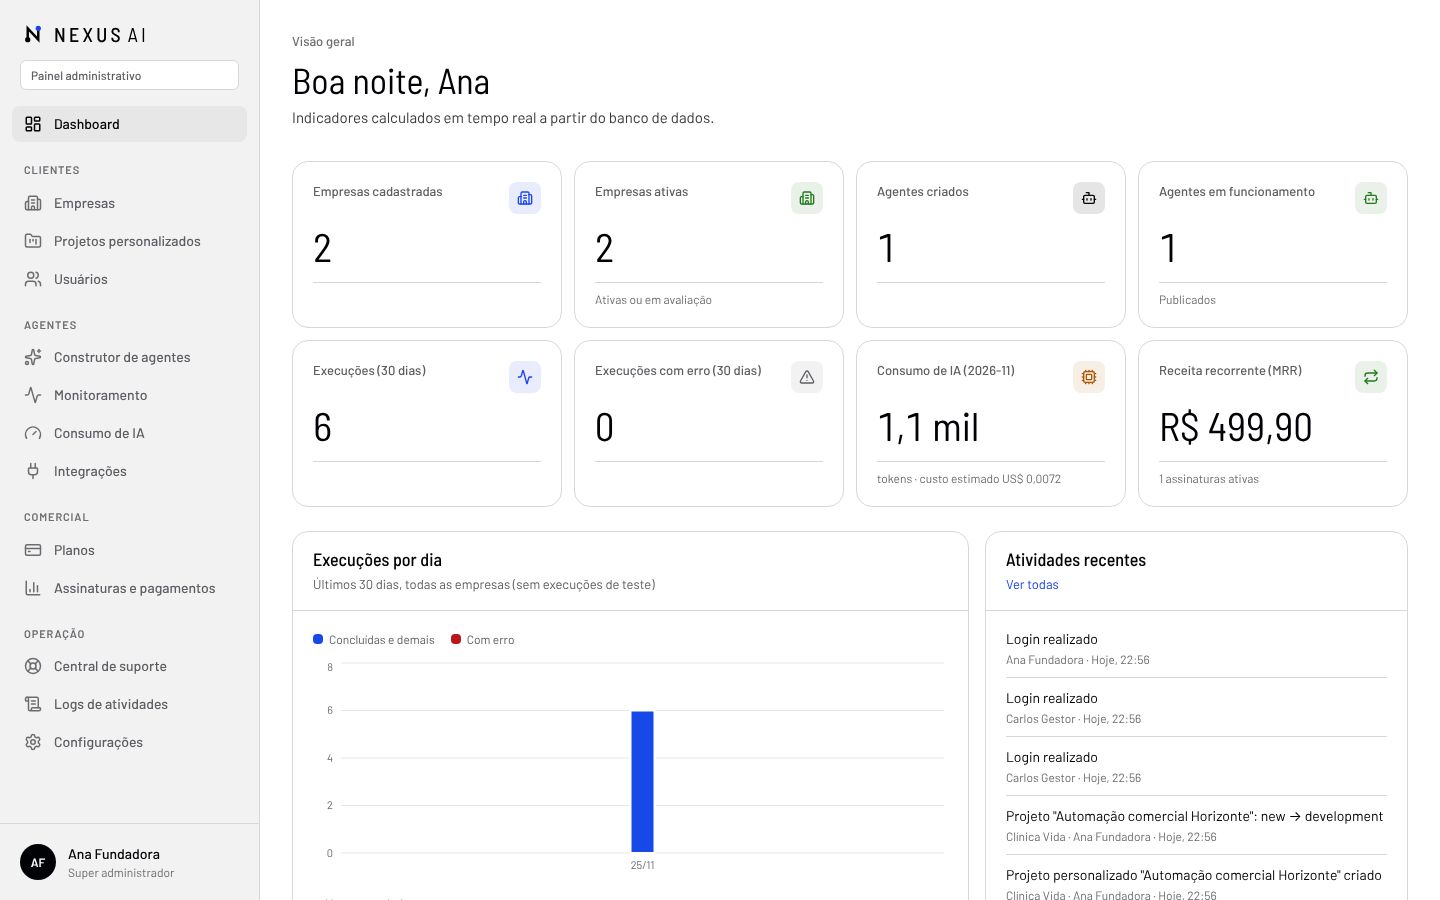 NEXUS AI
Painel administrativo
Dashboard
CLIENTES
Empresas
Projetos personalizados
Usuários
AGENTES
Construtor de agentes
Monitoramento
Consumo de IA
Integrações
COMERCIAL
Planos
Assinaturas e pagamentos
OPERAÇÃO
Central de suporte
Logs de atividades
Configurações
AF
Ana Fundadora
Super administrador
Visão geral
Boa noite, Ana
Indicadores calculados em tempo real a partir do banco de dados.
Empresas cadastradas
2
Empresas ativas
2
Ativas ou em avaliação
Agentes criados
1
Agentes em funcionamento
1
Publicados
Execuções (30 dias)
6
Execuções com erro (30 dias)
0
Consumo de IA (2026-11)
1,1 mil
tokens · custo estimado US$ 0,0072
Receita recorrente (MRR)
R$ 499,90
1 assinaturas ativas
Execuções por dia
Últimos 30 dias, todas as empresas (sem execuções de teste)
Concluídas e demais
Com erro
8
6
4
2
0
25/11
Atividades recentes
Ver todas
Login realizado
Ana Fundadora · Hoje, 22:56
Login realizado
Carlos Gestor · Hoje, 22:56
Login realizado
Carlos Gestor · Hoje, 22:56
Projeto "Automação comercial Horizonte": new → development
Clínica Vida · Ana Fundadora · Hoje, 22:56
Projeto personalizado "Automação comercial Horizonte" criado
Clínica Vida · Ana Fundadora · Hoje, 22:56